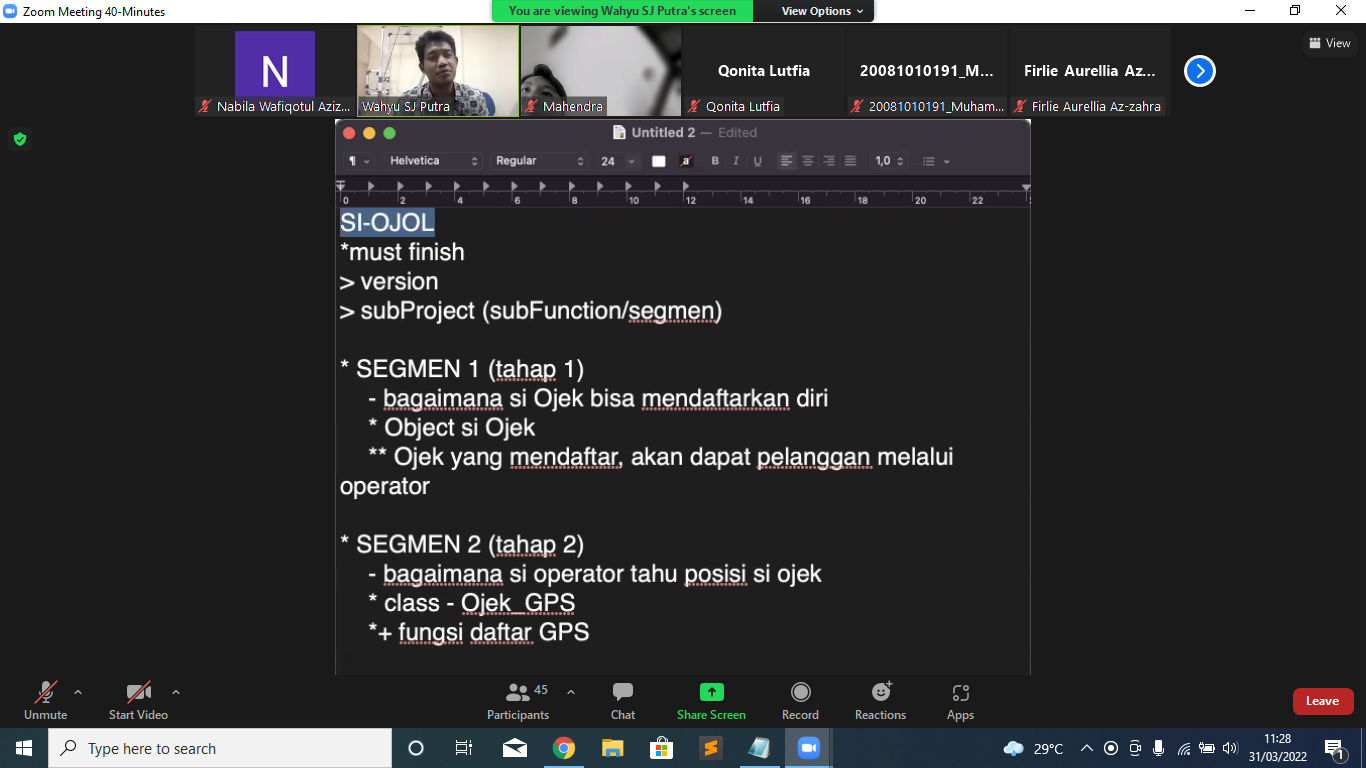 Zoom Meeting 40-Minutes
You are viewing Wahyu SJ Putra's screen
View Options
View
N
Nabila Wafiqotul Aziz...
Wahyu SJ Putra
Mahendra
Qonita Lutfia
Qonita Lutfia
20081010191_M...
20081010191_Muham...
Firlie Aurellia Az-...
Firlie Aurellia Az-zahra
Untitled 2 — Edited
¶ Helvetica Regular 24 a B I U 1,0
0 2 4 6 8 10 12 14 16 18 20 22
SI-OJOL
*must finish
> version
> subProject (subFunction/segmen)
* SEGMEN 1 (tahap 1)
- bagaimana si Ojek bisa mendaftarkan diri
* Object si Ojek
** Ojek yang mendaftar, akan dapat pelanggan melalui
operator
* SEGMEN 2 (tahap 2)
- bagaimana si operator tahu posisi si ojek
* class - Ojek_GPS
*+ fungsi daftar GPS
Unmute
Start Video
45
Participants
Chat
Share Screen
Record
Reactions
Apps
Leave
Type here to search
29°C
11:28
31/03/2022
1